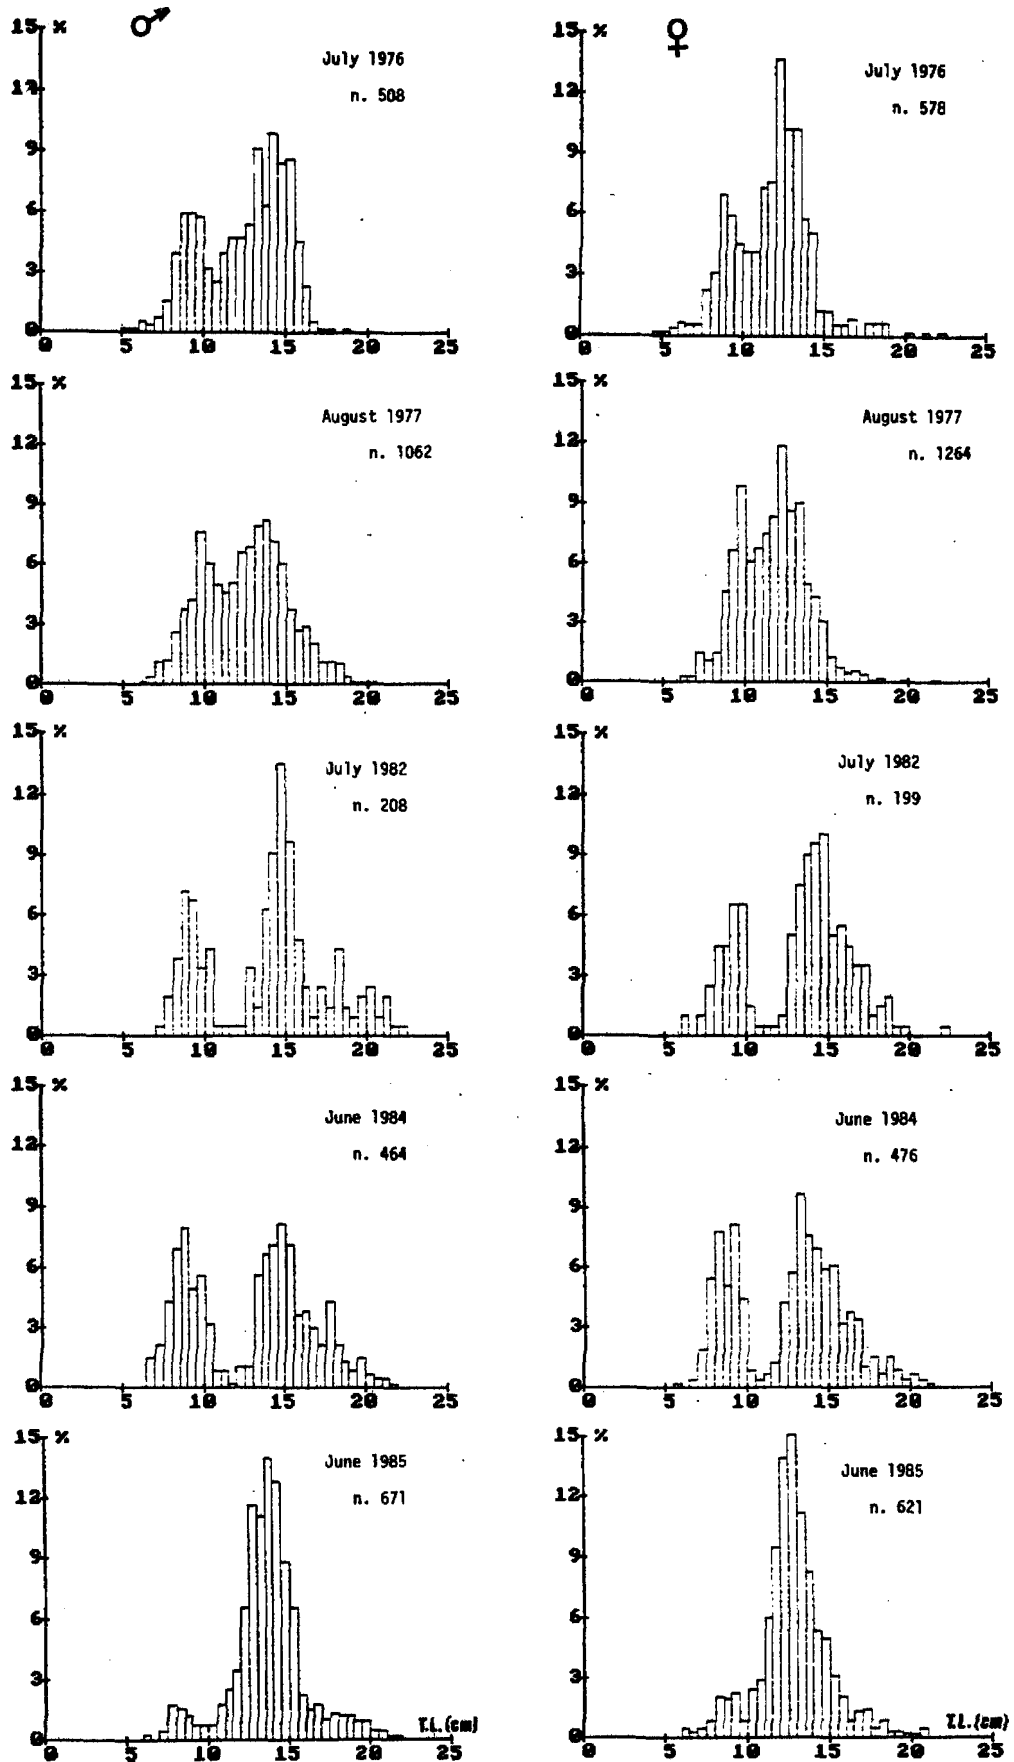 ♂ ♀
15 %
July 1976
n. 508
12
9
6
3
0
0 5 10 15 20 25
15 %
July 1976
n. 578
12
9
6
3
0
0 5 10 15 20 25
15 %
August 1977
n. 1062
12
9
6
3
0
0 5 10 15 20 25
15 %
August 1977
n. 1264
12
9
6
3
0
0 5 10 15 20 25
15 %
July 1982
n. 208
12
9
6
3
0
0 5 10 15 20 25
15 %
July 1982
n. 199
12
9
6
3
0
0 5 10 15 20 25
15 %
June 1984
n. 464
12
9
6
3
0
0 5 10 15 20 25
15 %
June 1984
n. 476
12
9
6
3
0
0 5 10 15 20 25
15 %
June 1985
n. 671
12
9
6
3
0
T.L.(cm)
0 5 10 15 20 25
15 %
June 1985
n. 621
12
9
6
3
0
T.L.(cm)
0 5 10 15 20 25